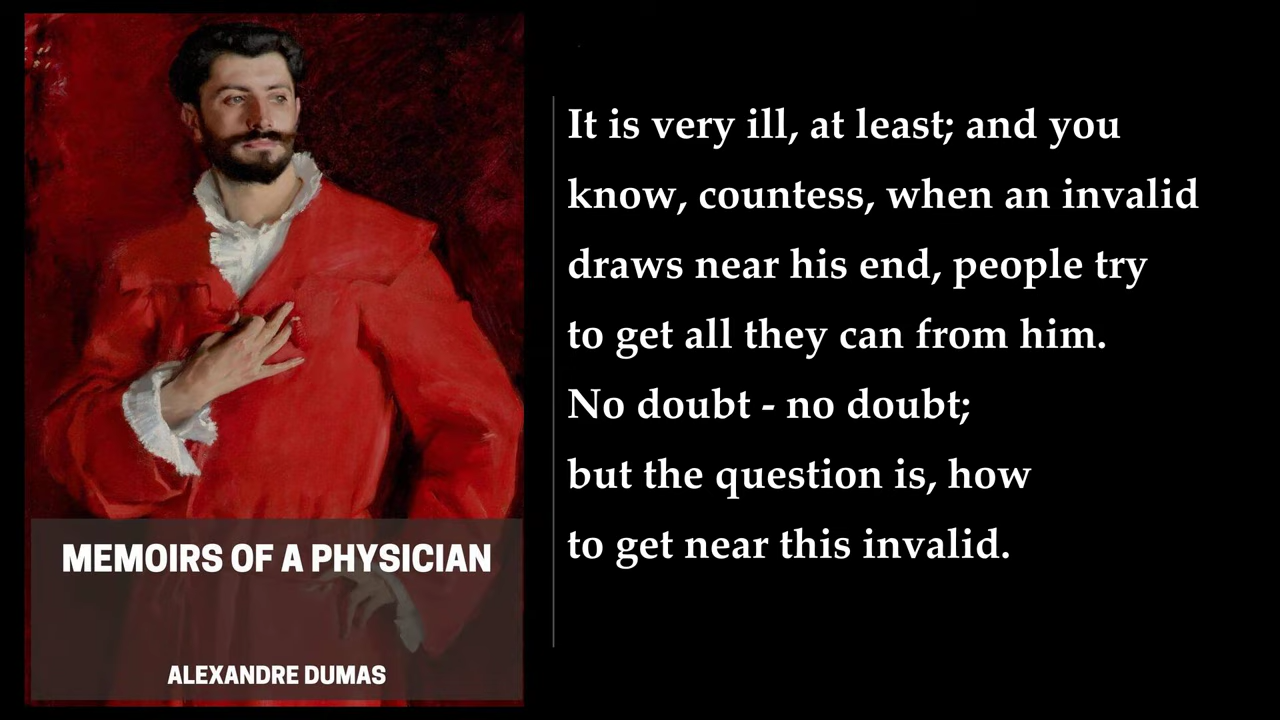 MEMOIRS OF A PHYSICIAN
ALEXANDRE DUMAS
It is very ill, at least; and you
know, countess, when an invalid
draws near his end, people try
to get all they can from him.
No doubt - no doubt;
but the question is, how
to get near this invalid.